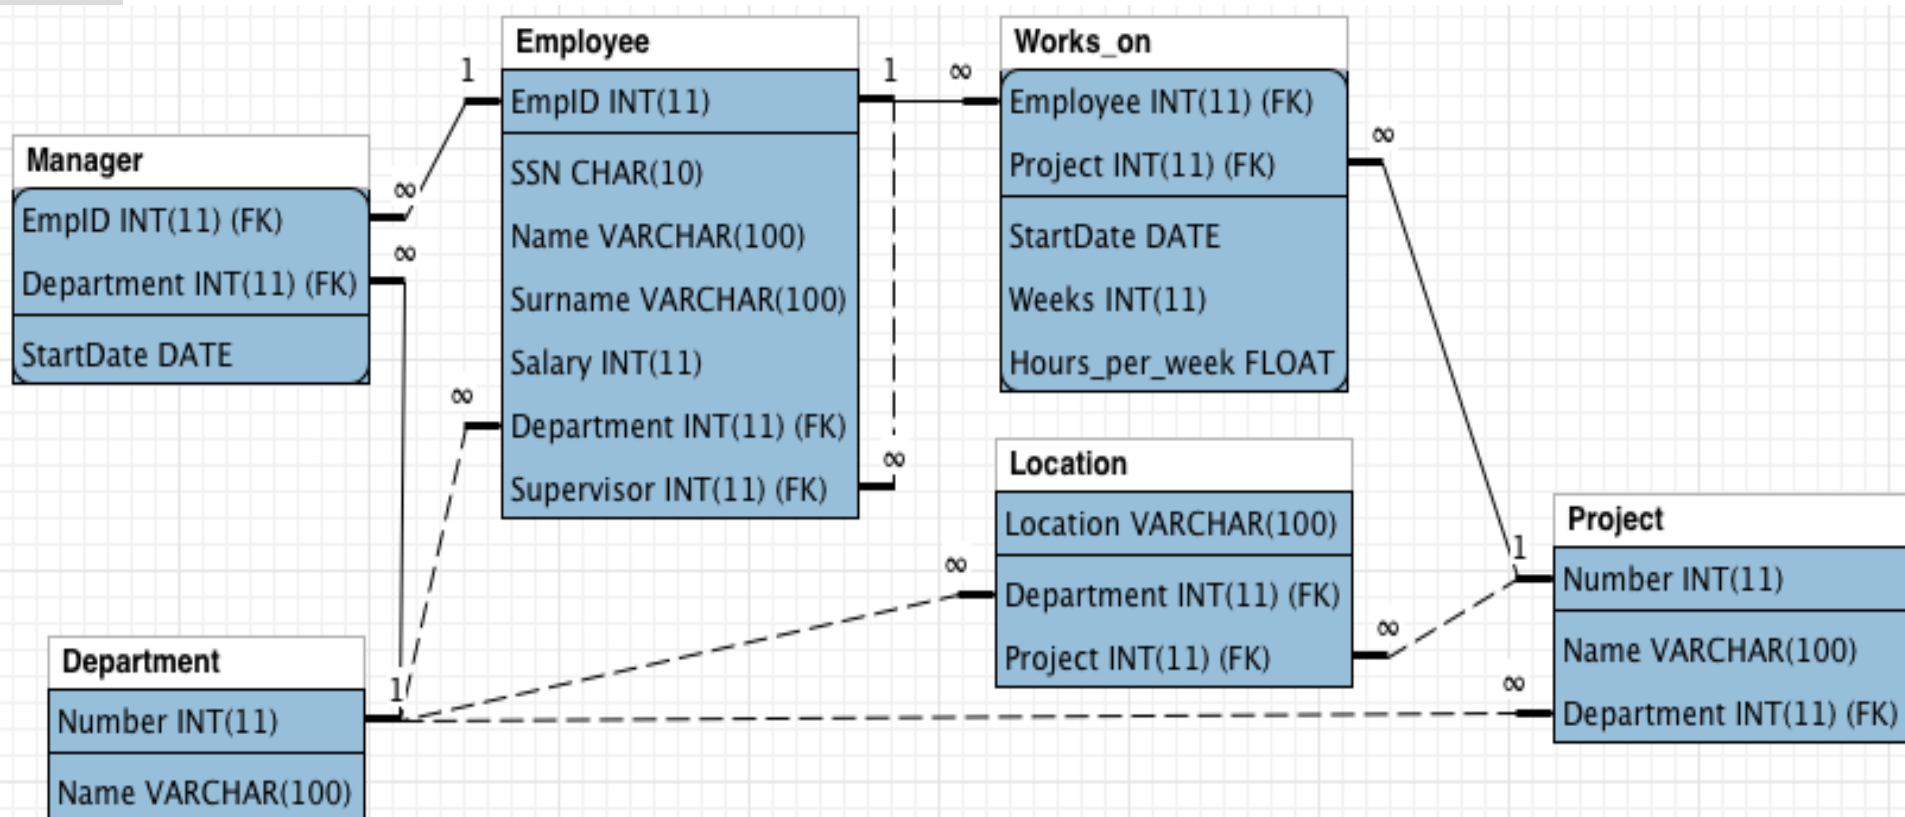 Employee
EmpID INT(11)
SSN CHAR(10)
Name VARCHAR(100)
Surname VARCHAR(100)
Salary INT(11)
Department INT(11) (FK)
Supervisor INT(11) (FK)
Works_on
Employee INT(11) (FK)
Project INT(11) (FK)
StartDate DATE
Weeks INT(11)
Hours_per_week FLOAT
Manager
EmpID INT(11) (FK)
Department INT(11) (FK)
StartDate DATE
Location
Location VARCHAR(100)
Department INT(11) (FK)
Project INT(11) (FK)
Project
Number INT(11)
Name VARCHAR(100)
Department INT(11) (FK)
Department
Number INT(11)
Name VARCHAR(100)
1
∞
∞
1
∞
∞
∞
∞
1
∞
∞
∞
1